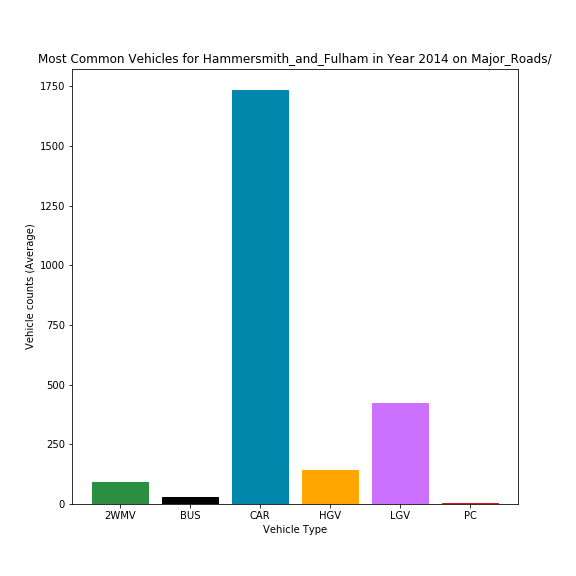 Most Common Vehicles for Hammersmith_and_Fulham in Year 2014 on Major_Roads/
1750
1500
1250
1000
750
500
250
0
Vehicle counts (Average)
2WMV BUS CAR HGV LGV PC
Vehicle Type